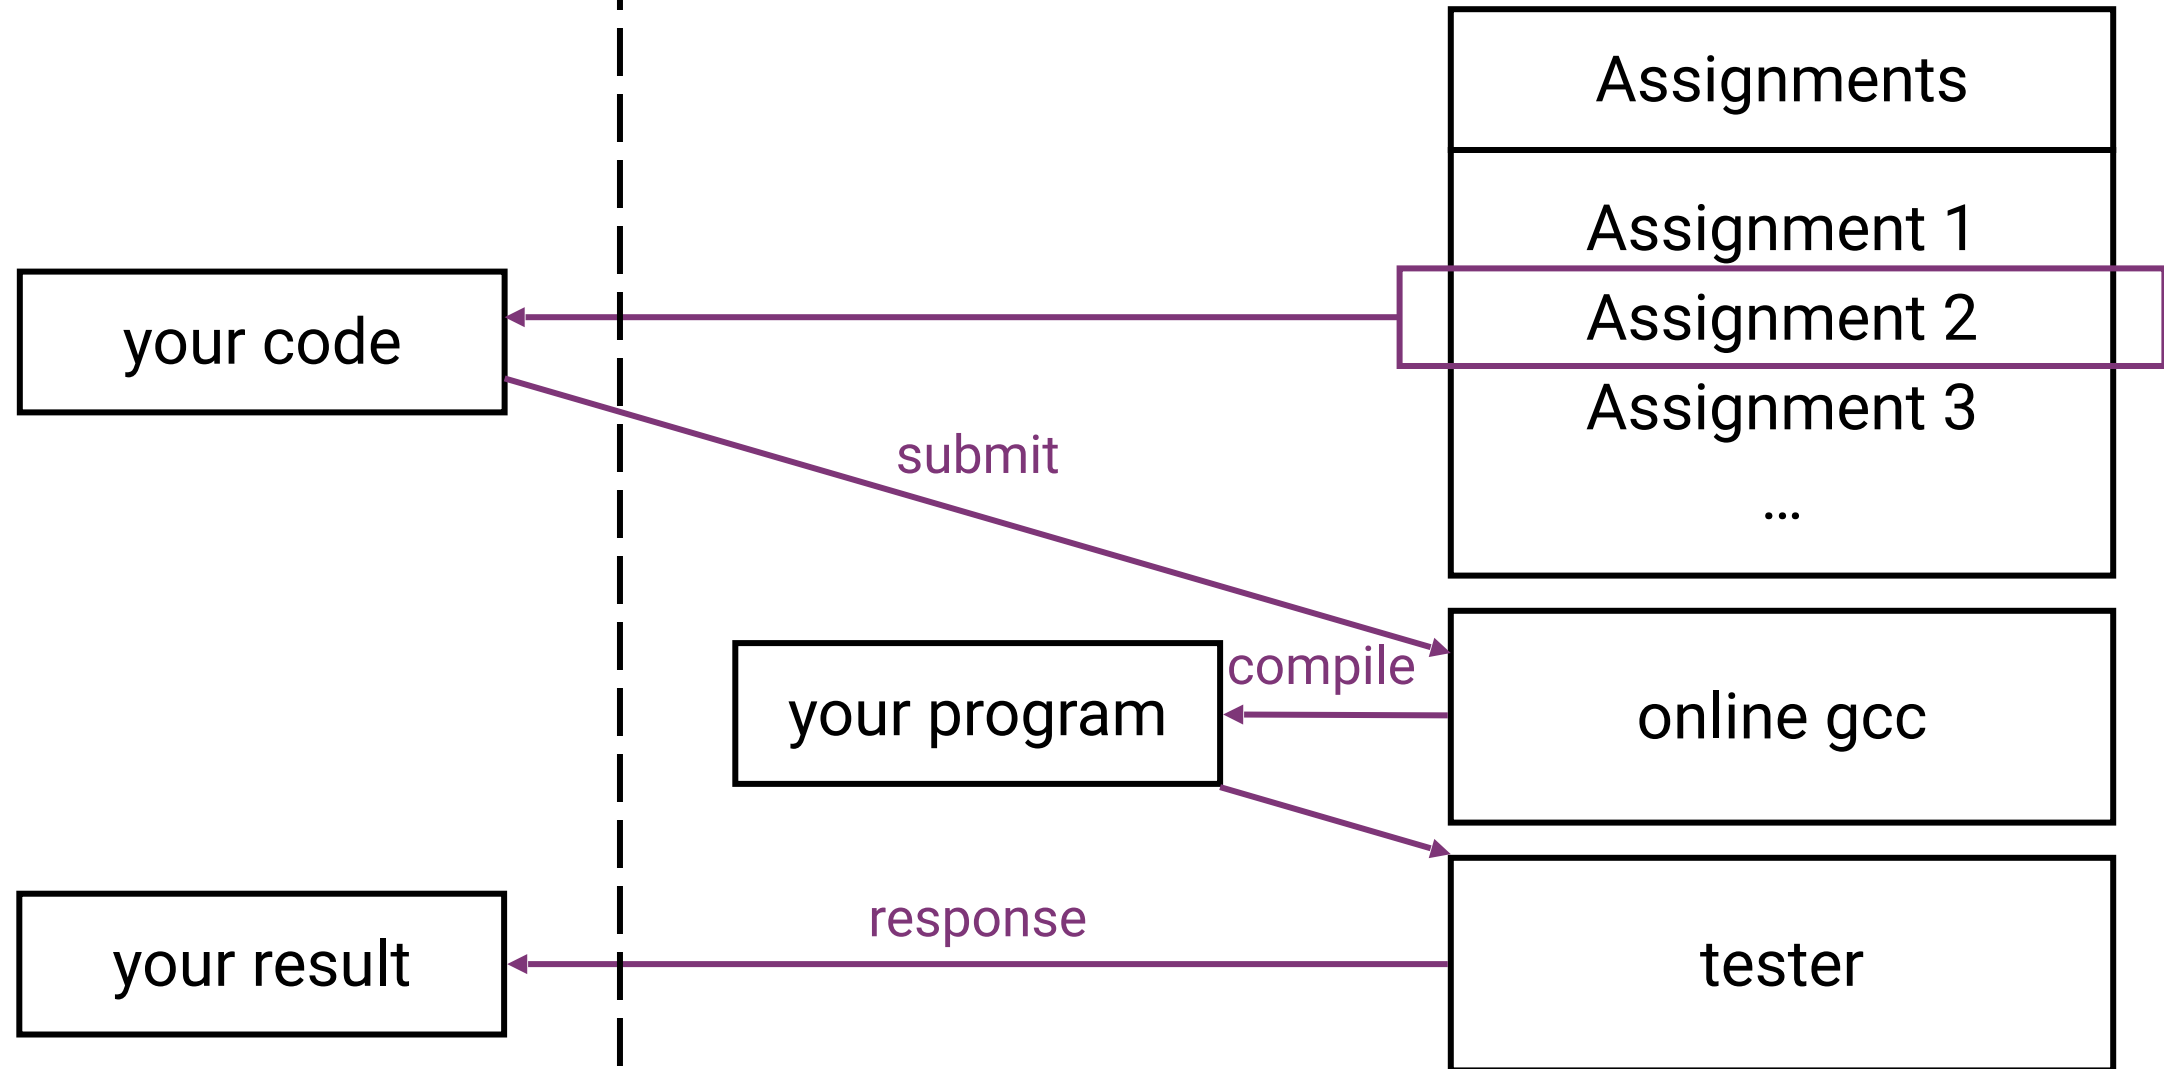 Assignments
Assignment 1
your code
Assignment 2
Assignment 3
submit
…
compile
your program
online gcc
response
your result
tester